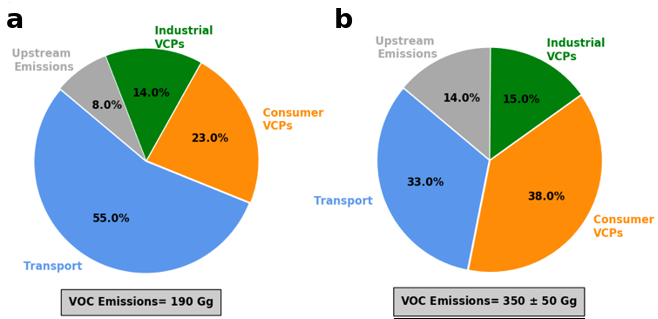 a
Industrial
VCPs
Upstream
Emissions
8.0%
14.0%
Consumer
VCPs
23.0%
55.0%
Transport
VOC Emissions= 190 Gg
b
Upstream
Emissions
Industrial
VCPs
14.0%
15.0%
33.0%
38.0%
Transport
Consumer
VCPs
VOC Emissions= 350 ± 50 Gg